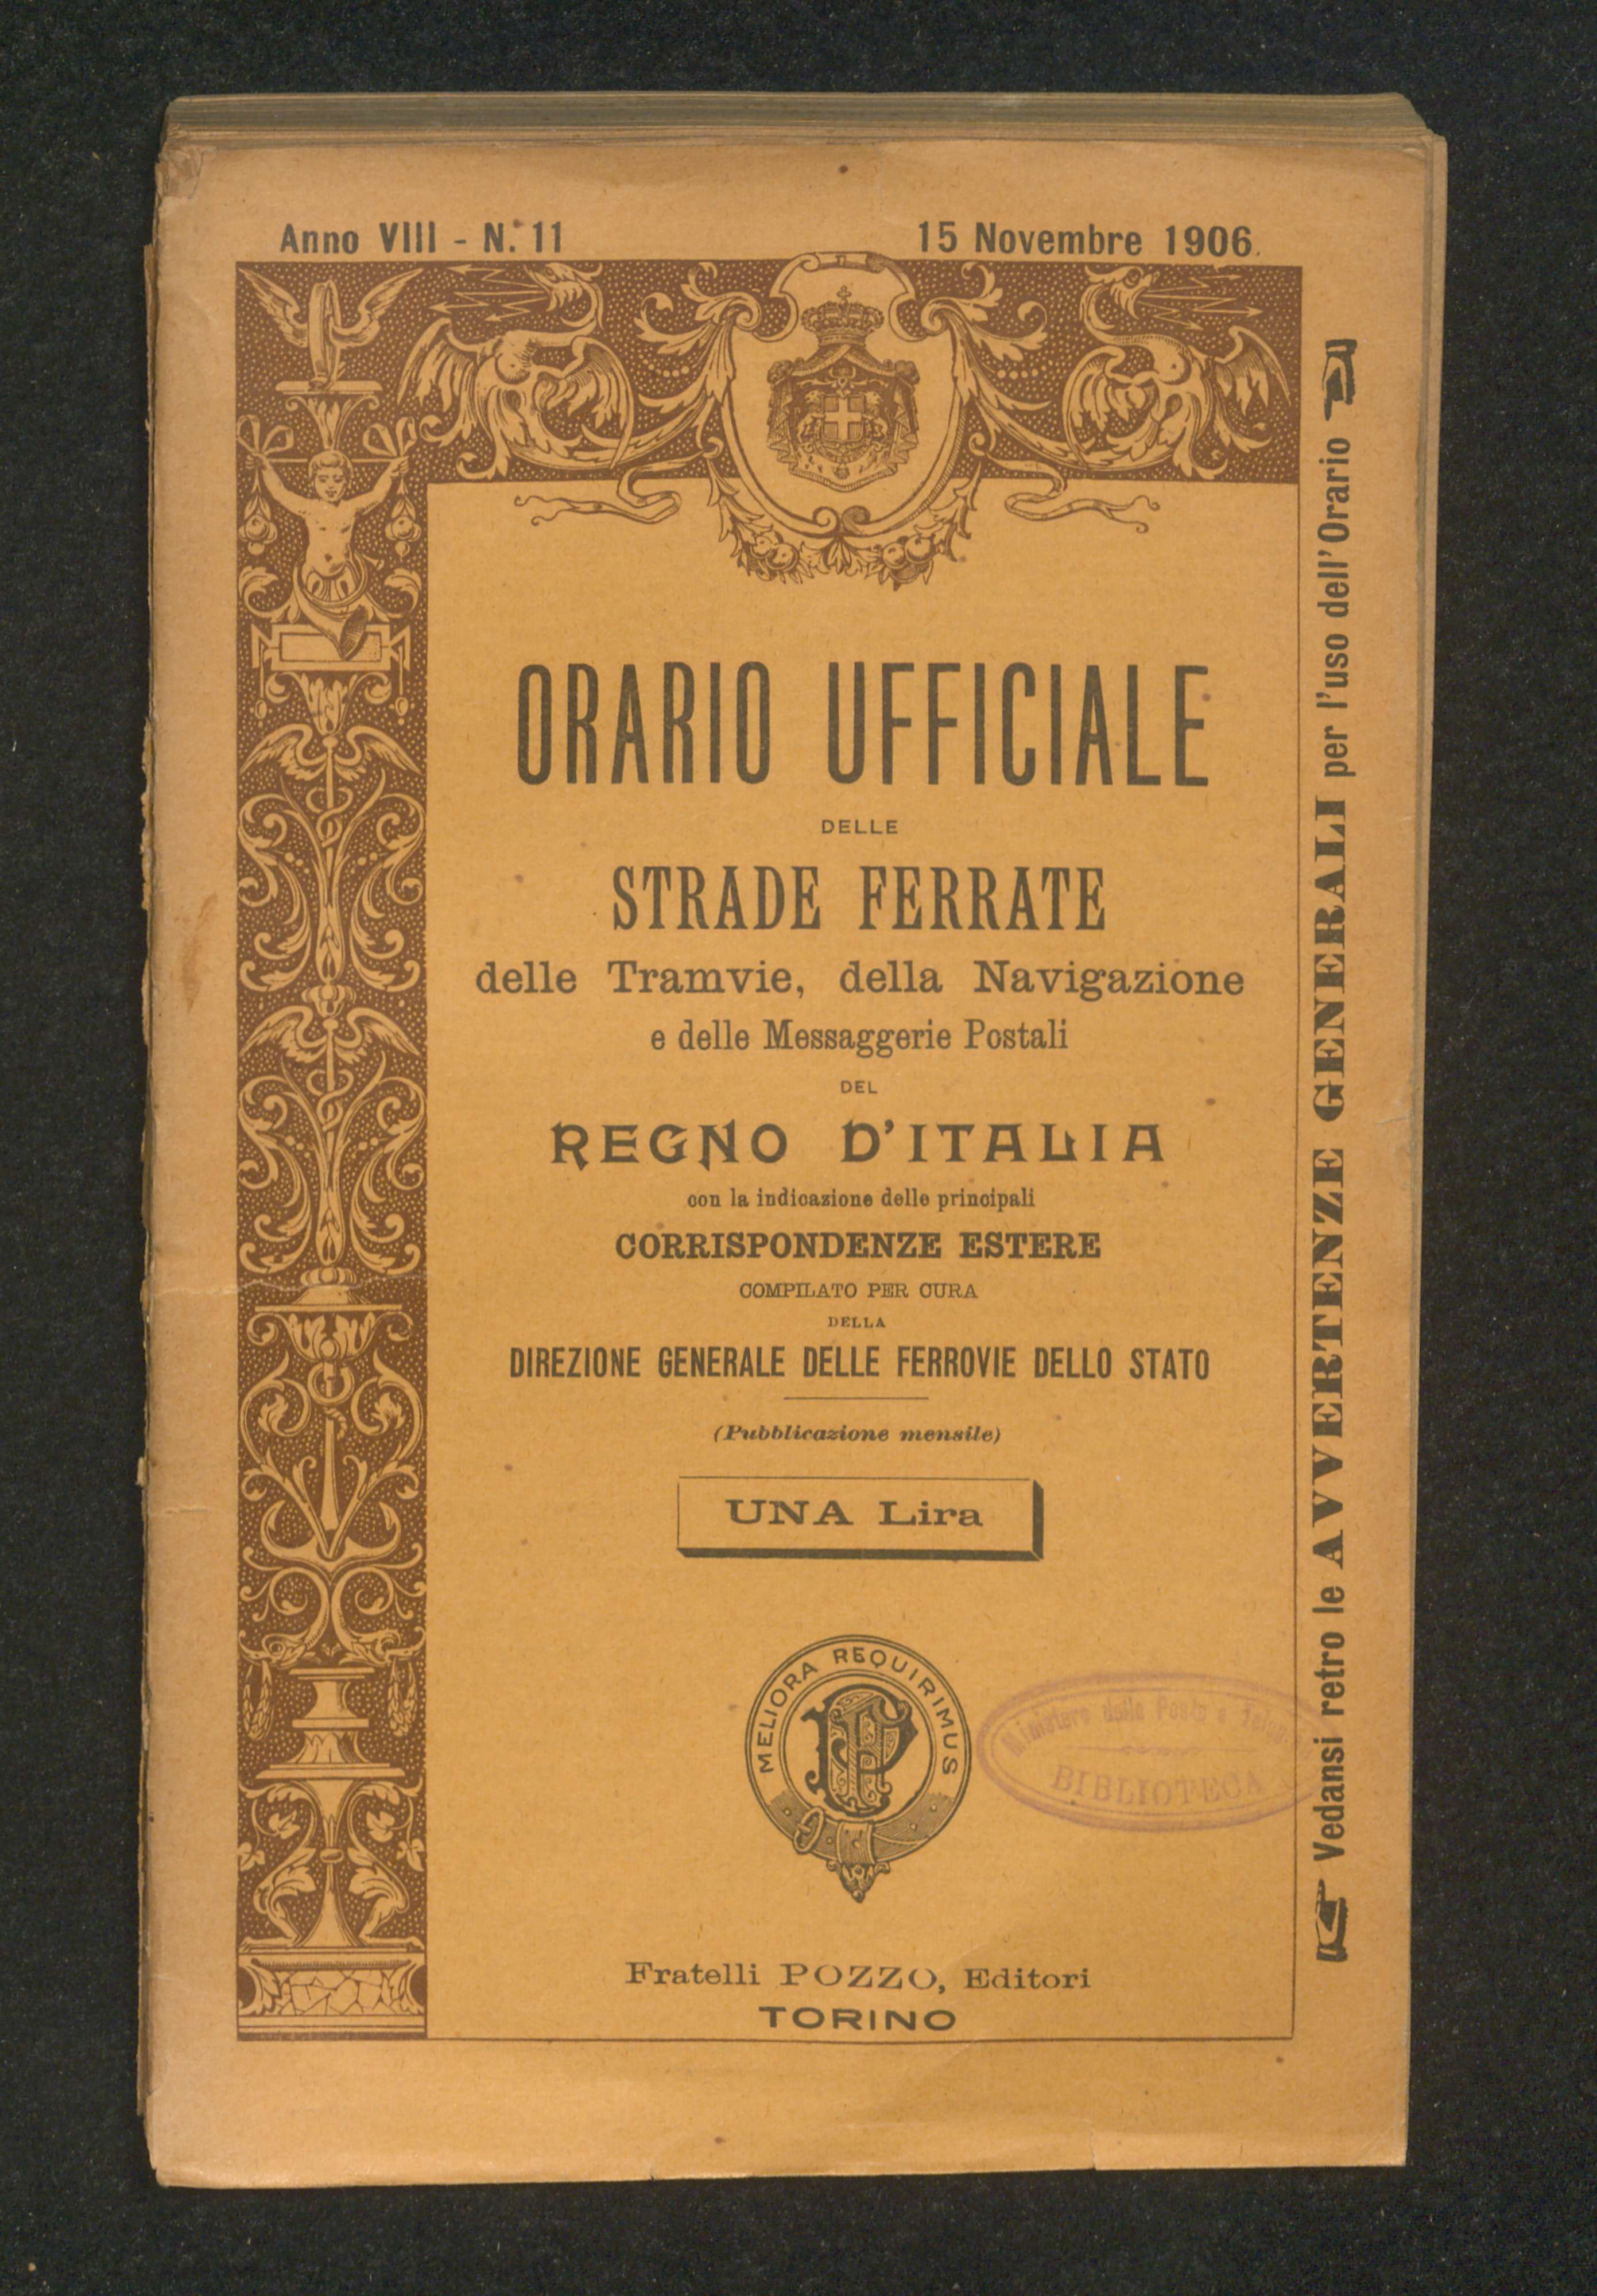 Anno VIII - N. 11
15 Novembre 1906.
ORARIO UFFICIALE
DELLE
STRADE FERRATE
delle Tramvie, della Navigazione
e delle Messaggerie Postali
DEL
REGNO D'ITALIA
con la indicazione delle principali
CORRISPONDENZE ESTERE
COMPILATO PER CURA
DELLA
DIREZIONE GENERALE DELLE FERROVIE DELLO STATO
(Pubblicazione mensile)
UNA Lira
MELIORA REQUIRIMUS
Ministero delle Poste e
BIBLIOTECA
Fratelli POZZO, Editori
TORINO
Vedansi retro le AVVERTENZE GENERALI per l'uso dell'Orario